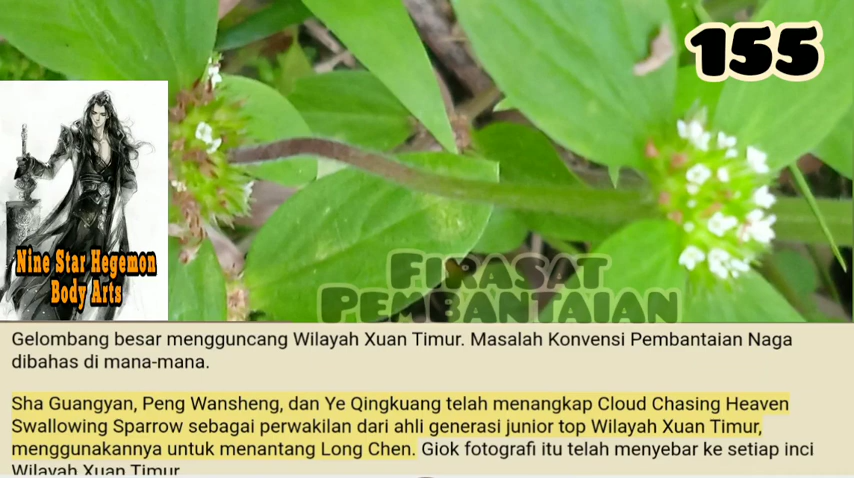 155
Nine Star Hegemon
Body Arts
FIRASAT
PEMBANTAIAN
Gelombang besar mengguncang Wilayah Xuan Timur. Masalah Konvensi Pembantaian Naga
dibahas di mana-mana.
Sha Guangyan, Peng Wansheng, dan Ye Qingkuang telah menangkap Cloud Chasing Heaven
Swallowing Sparrow sebagai perwakilan dari ahli generasi junior top Wilayah Xuan Timur,
menggunakannya untuk menantang Long Chen. Giok fotografi itu telah menyebar ke setiap inci
Wilayah Xuan Timur